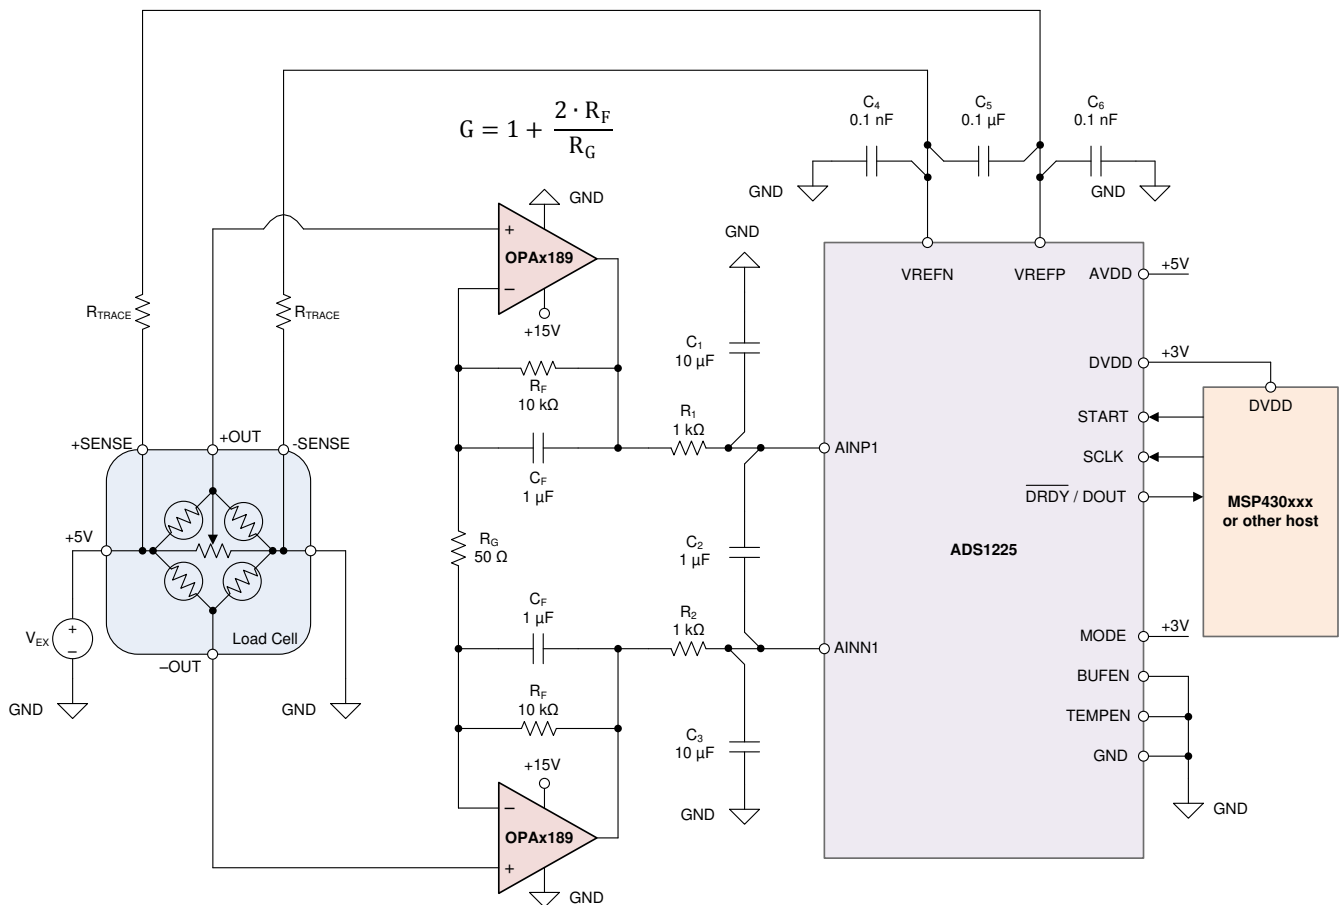 C4
0.1 nF
C5
0.1 µF
C6
0.1 nF
G = 1 + 2 · RF / RG
GND
GND
GND
OPAx189
+
−
+15V
GND
VREFN
VREFP
AVDD
+5V
RTRACE
RTRACE
C1
10 µF
DVDD
+3V
RF
10 kΩ
DVDD
START
R1
1 kΩ
+SENSE
+OUT
-SENSE
AINP1
SCLK
CF
1 µF
DRDY / DOUT
MSP430xxx
or other host
+5V
RG
50 Ω
C2
1 µF
ADS1225
CF
1 µF
R2
1 kΩ
VEX
+
−
Load Cell
−OUT
AINN1
MODE
+3V
BUFEN
GND
GND
RF
10 kΩ
C3
10 µF
TEMPEN
GND
+15V
GND
GND
−
OPAx189
+
GND